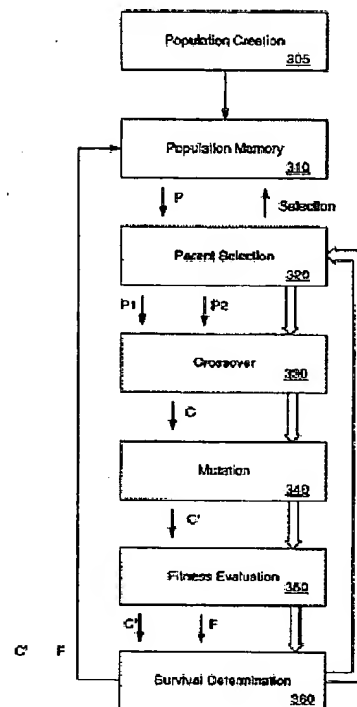 Population Creation
305
Population Memory
310
P
Selection
Parent Selection
320
P1 P2
Crossover
330
C
Mutation
340
C'
Fitness Evaluation
350
C' F
C' F
Survival Determination
360